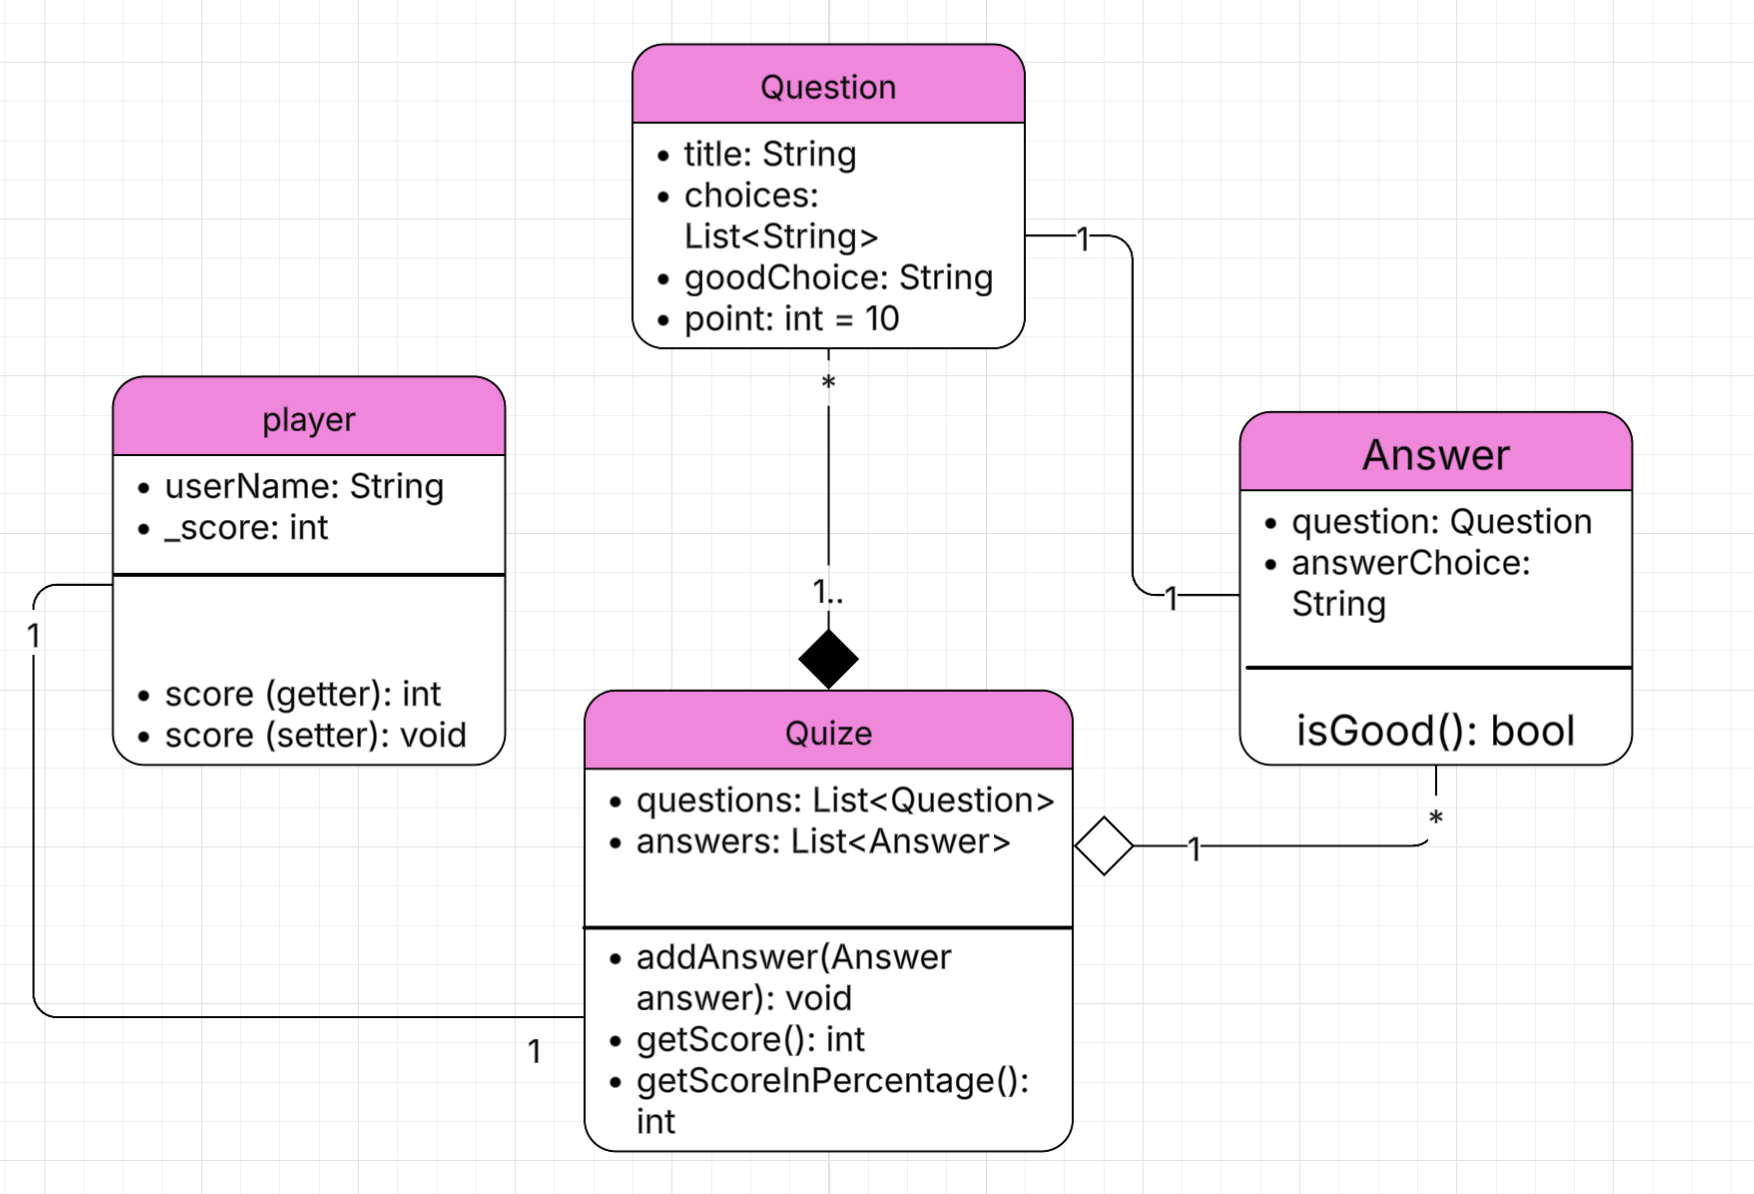 Question
• title: String
• choices:
List<String>
• goodChoice: String
• point: int = 10
1
*
1..
player
• userName: String
• _score: int
• score (getter): int
• score (setter): void
1
1
Answer
• question: Question
• answerChoice:
String
isGood(): bool
1
*
1
Quize
• questions: List<Question>
• answers: List<Answer>
• addAnswer(Answer
answer): void
• getScore(): int
• getScoreInPercentage():
int